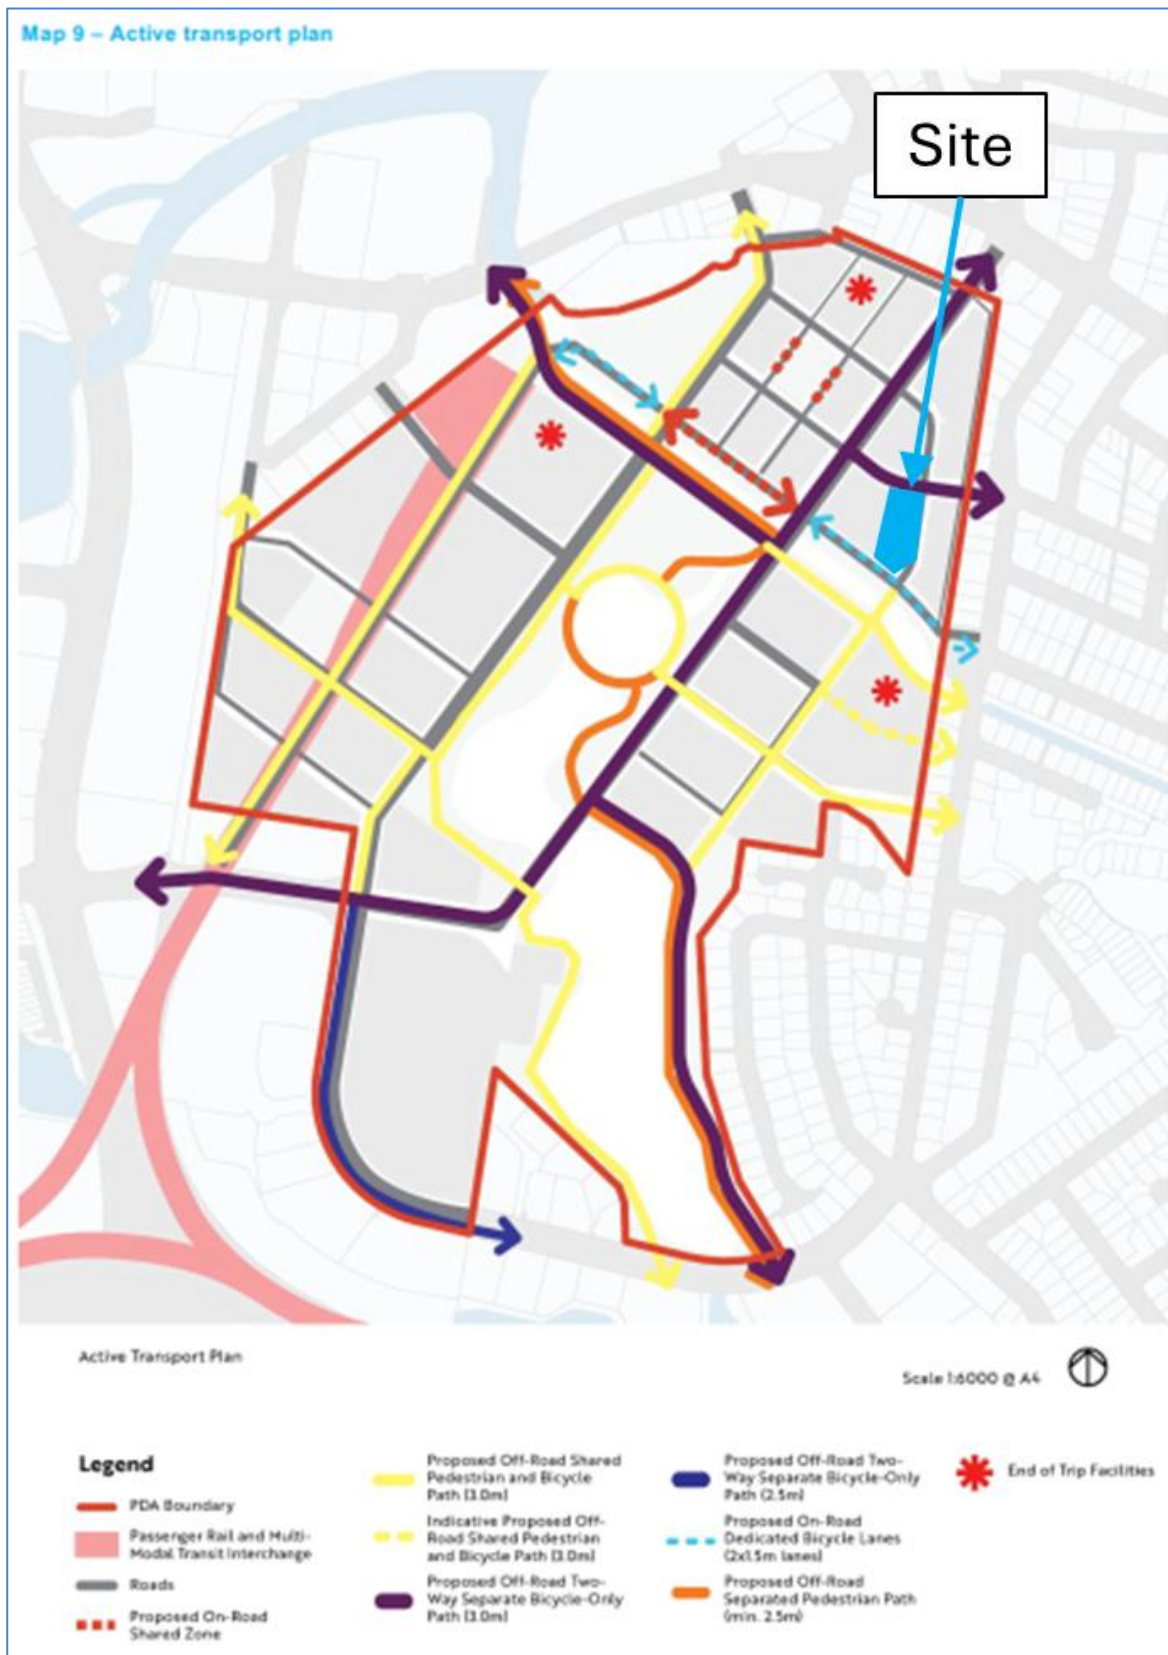 Map 9 – Active transport plan
Site
Active Transport Plan
Scale 1:6000 @ A4
Legend
PDA Boundary
Passenger Rail and Multi-
Modal Transit Interchange
Roads
Proposed On-Road
Shared Zone
Proposed Off-Road Shared
Pedestrian and Bicycle
Path (3.0m)
Indicative Proposed Off-
Road Shared Pedestrian
and Bicycle Path (3.0m)
Proposed Off-Road Two-
Way Separate Bicycle-Only
Path (3.0m)
Proposed Off-Road Two-
Way Separate Bicycle-Only
Path (2.5m)
Proposed On-Road
Dedicated Bicycle Lanes
(2x1.5m lanes)
Proposed Off-Road
Separated Pedestrian Path
(min. 2.5m)
End of Trip Facilities